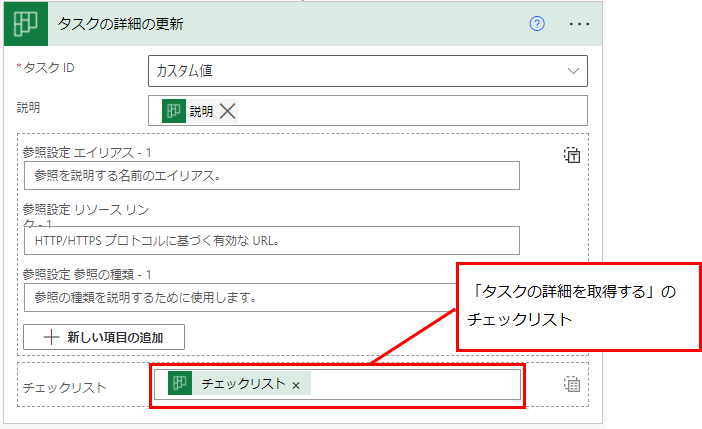 タスクの詳細の更新
* タスク ID
カスタム値
説明
説明
参照設定 エイリアス - 1
参照を説明する名前のエイリアス。
参照設定 リソース リン
ク - 1
HTTP/HTTPS プロトコルに基づく有効な URL。
参照設定 参照の種類 - 1
参照の種類を説明するために使用します。
新しい項目の追加
「タスクの詳細を取得する」の
チェックリスト
チェックリスト
チェックリスト